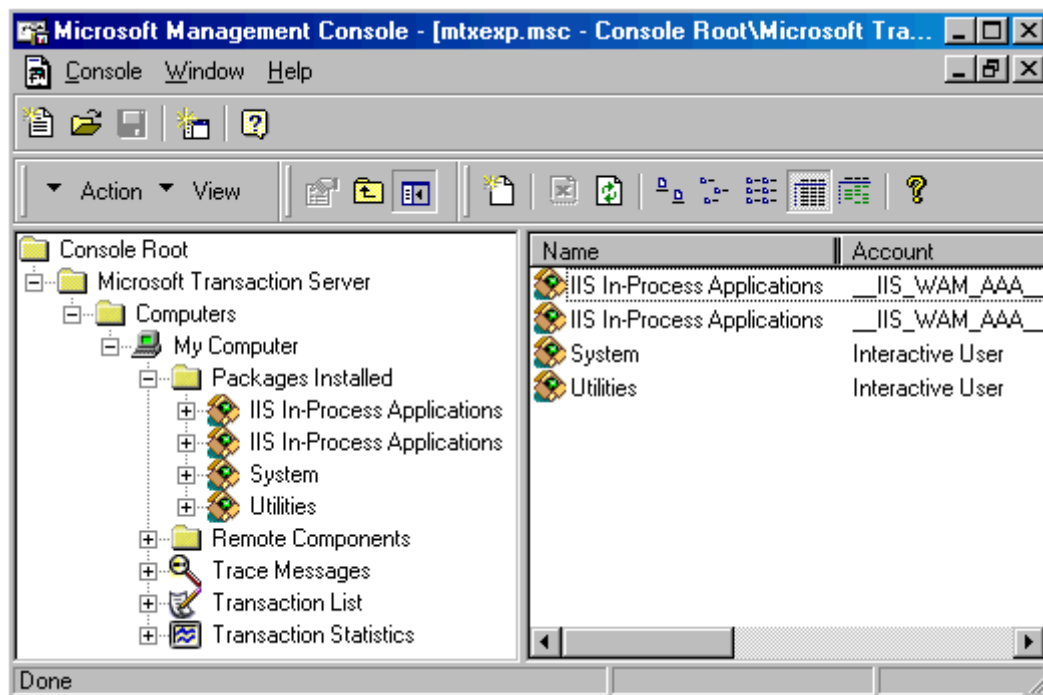 Microsoft Management Console - [mtxexp.msc - Console Root\Microsoft Tra...
Console Window Help
Action View
Console Root
Microsoft Transaction Server
Computers
My Computer
Packages Installed
IIS In-Process Applications
IIS In-Process Applications
System
Utilities
Remote Components
Trace Messages
Transaction List
Transaction Statistics
Name Account
IIS In-Process Applications __IIS_WAM_AAA__
IIS In-Process Applications __IIS_WAM_AAA__
System Interactive User
Utilities Interactive User
Done